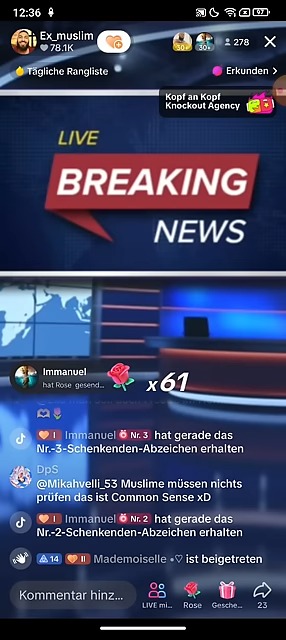 12:36
97
Ex_muslim
78.1K
30+
30+
278
Tägliche Rangliste
Erkunden >
Kopf an Kopf
Knockout Agency
LIVE
BREAKING
NEWS
Immanuel
hat Rose gesend...
x61
I Immanuel Nr. 3 hat gerade das
Nr.-3-Schenkenden-Abzeichen erhalten
DpS
@Mikahvelli_53 Muslime müssen nichts
prüfen das ist Common Sense xD
I Immanuel Nr. 2 hat gerade das
Nr.-2-Schenkenden-Abzeichen erhalten
14 II Mademoiselle •♡ ist beigetreten
Kommentar hinz...
LIVE mi...
Rose
Gesche...
23